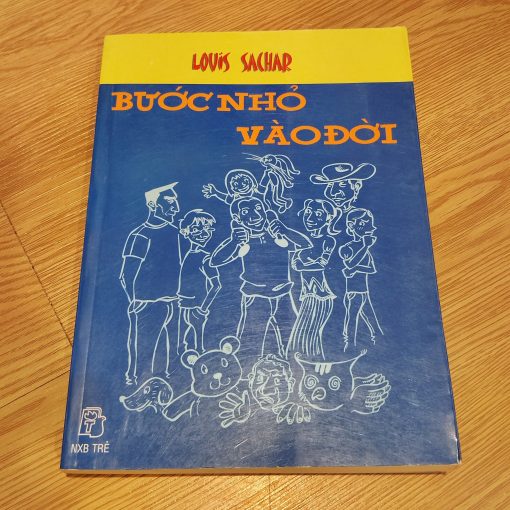 LOUIS SACHAR
BƯỚC NHỎ
VÀO ĐỜI
NXB TRẺ